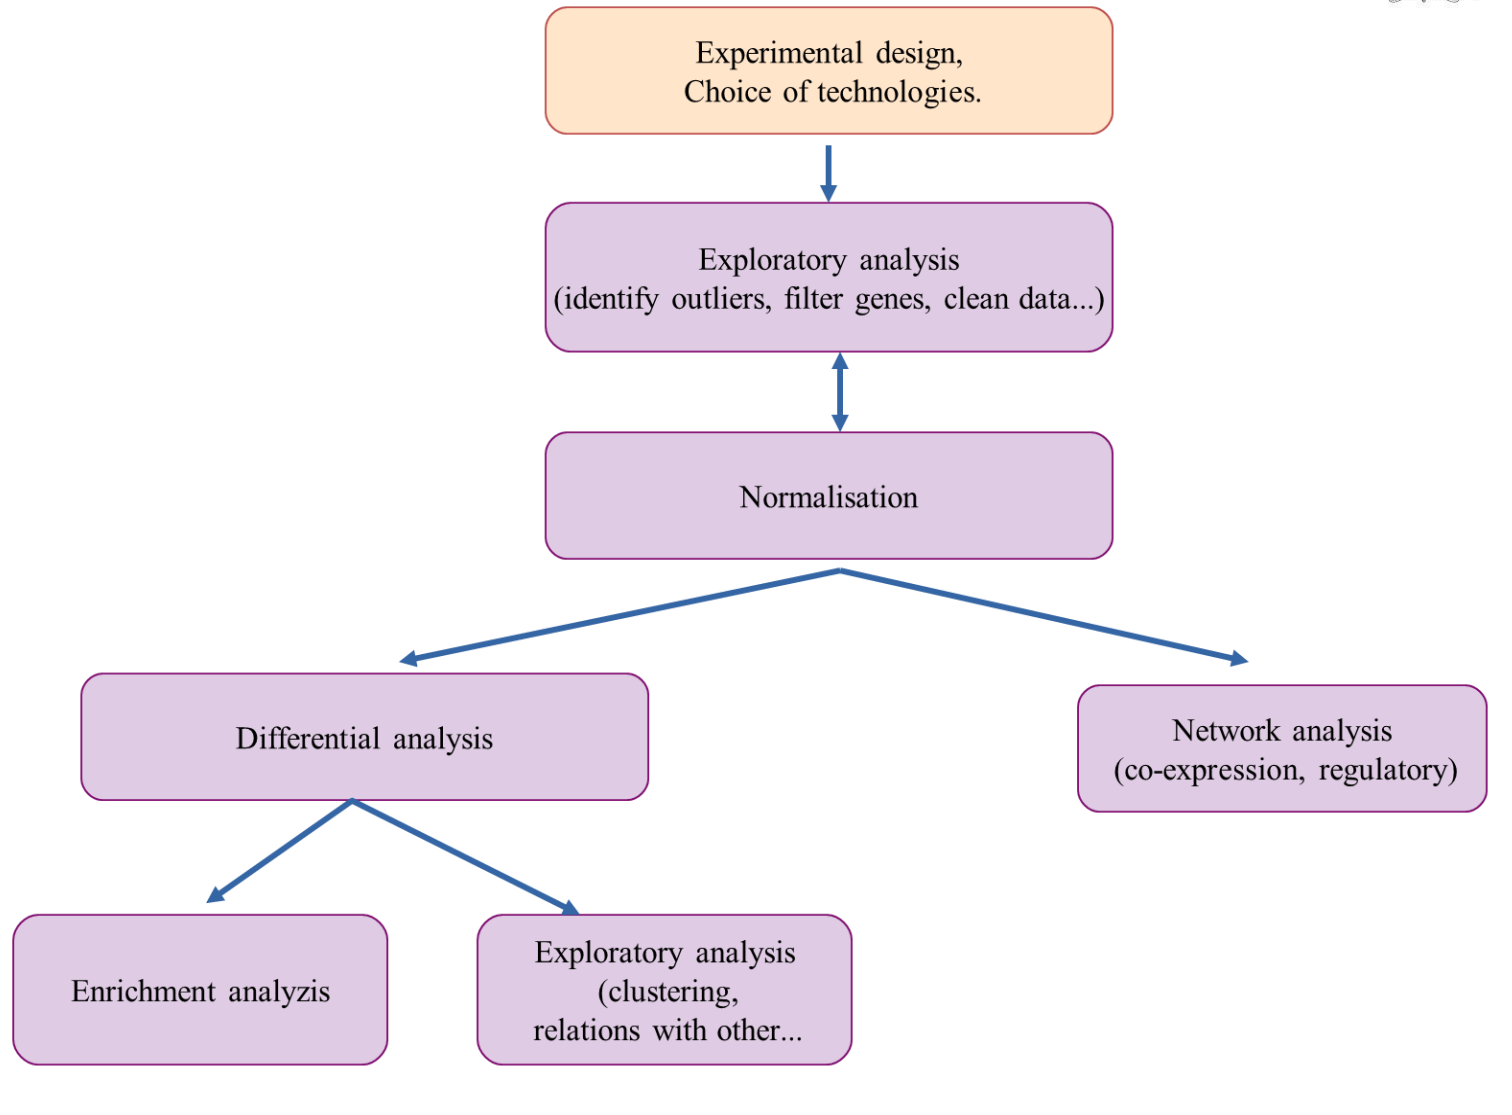 Experimental design,
Choice of technologies.
Exploratory analysis
(identify outliers, filter genes, clean data...)
Normalisation
Differential analysis
Network analysis
(co-expression, regulatory)
Enrichment analyzis
Exploratory analysis
(clustering,
relations with other...